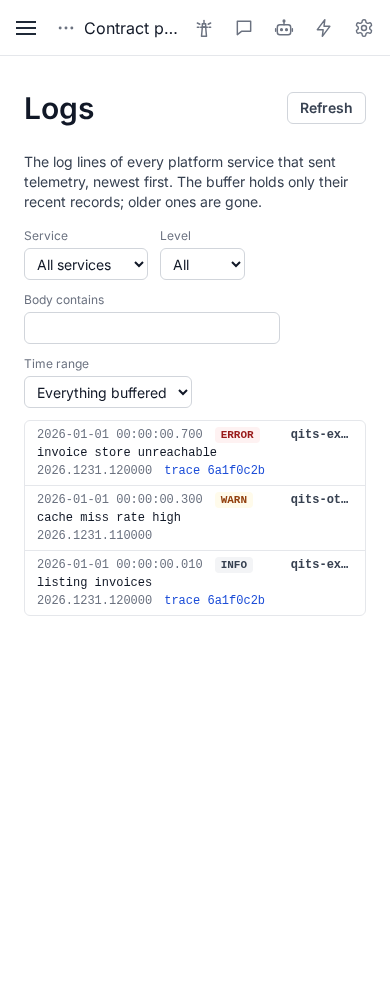 Contract p…
Logs
Refresh
The log lines of every platform service that sent
telemetry, newest first. The buffer holds only their
recent records; older ones are gone.
Service
Level
All services
All
Body contains
Time range
Everything buffered
2026-01-01 00:00:00.700 ERROR qits-ex…
invoice store unreachable
2026.1231.120000 trace 6a1f0c2b
2026-01-01 00:00:00.300 WARN qits-ot…
cache miss rate high
2026.1231.110000
2026-01-01 00:00:00.010 INFO qits-ex…
listing invoices
2026.1231.120000 trace 6a1f0c2b